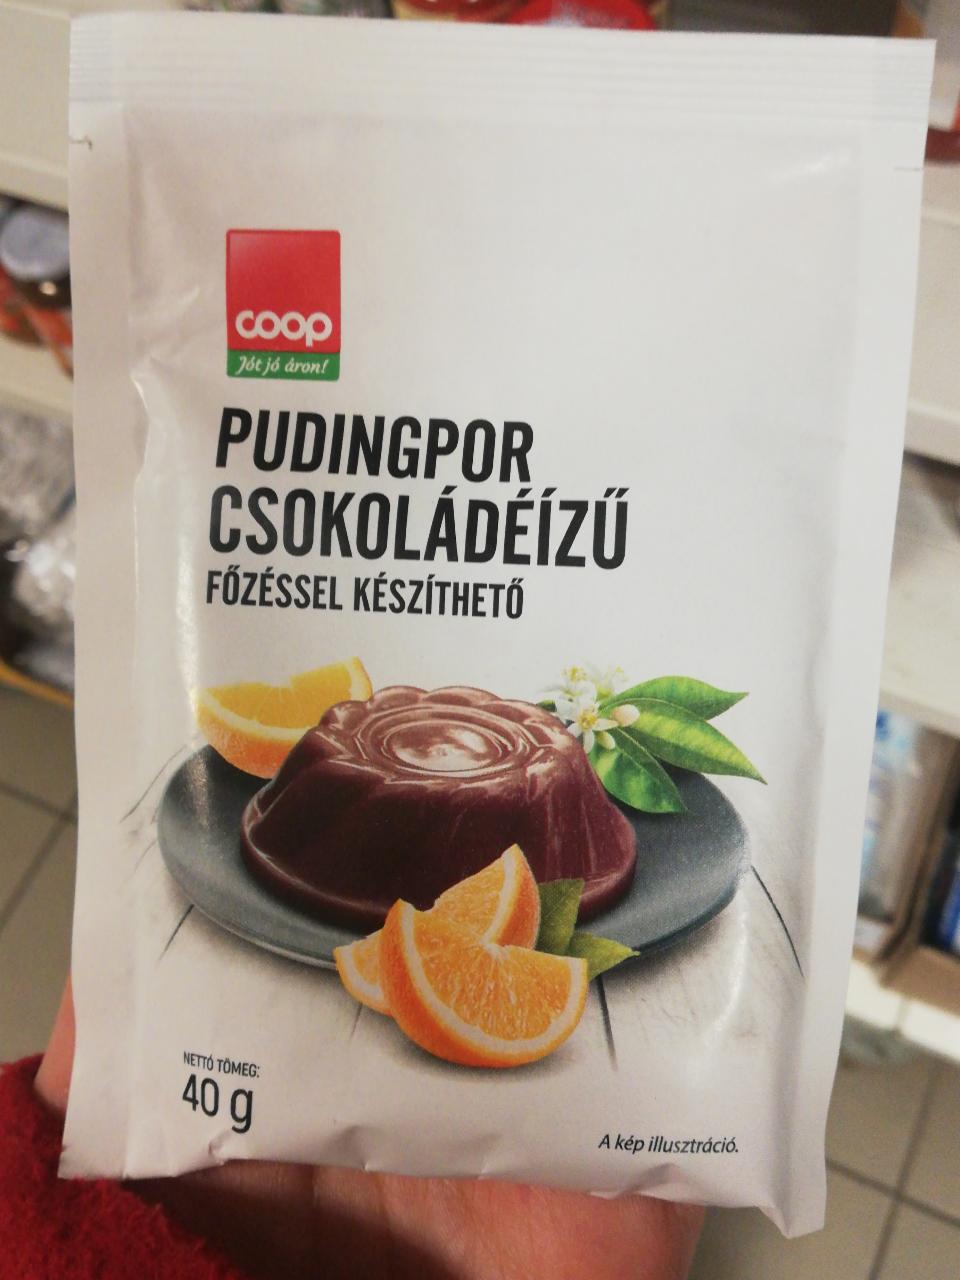 coop
Jót jó áron!
PUDINGPOR
CSOKOLÁDÉÍZŰ
FŐZÉSSEL KÉSZÍTHETŐ
NETTÓ TÖMEG:
40 g
A kép illusztráció.